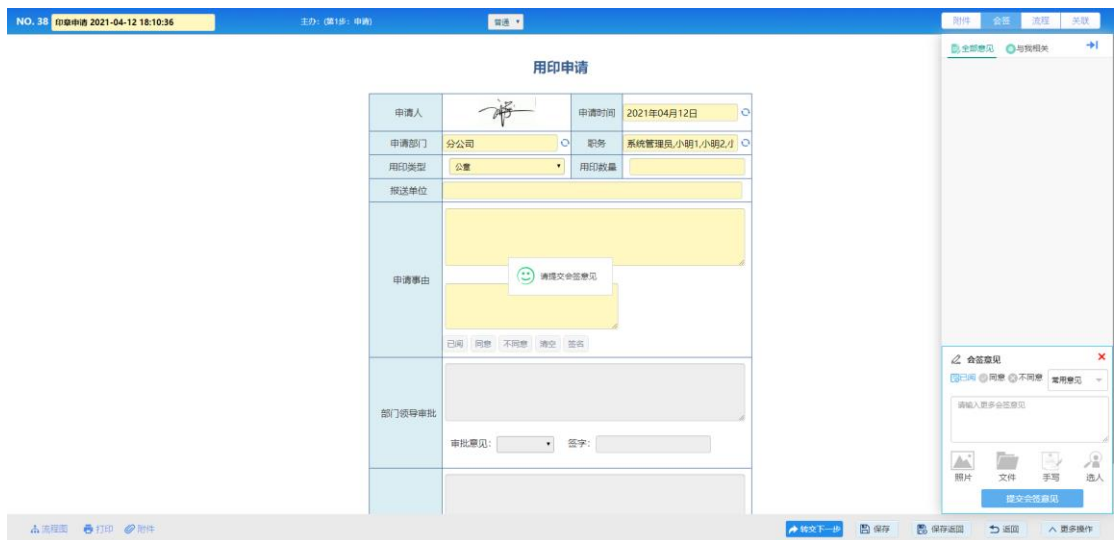 NO. 38 印章申请 2021-04-12 18:10:36 主办: (第1步: 申请) 普通 附件 会签 流程 关联
全部意见 与我相关
用印申请
申请人 申请时间 2021年04月12日
申请部门 分公司 职务 系统管理员,小明1,小明2,小
用印类型 公章 用印数量
报送单位
申请事由
请提交会签意见
已阅 同意 不同意 清空 签名
部门领导审批
审批意见: 签字:
会签意见
已阅 同意 不同意 常用意见
请输入更多会签意见
照片 文件 手写 选人
提交会签意见
流程图 打印 附件 转交下一步 保存 保存返回 返回 更多操作